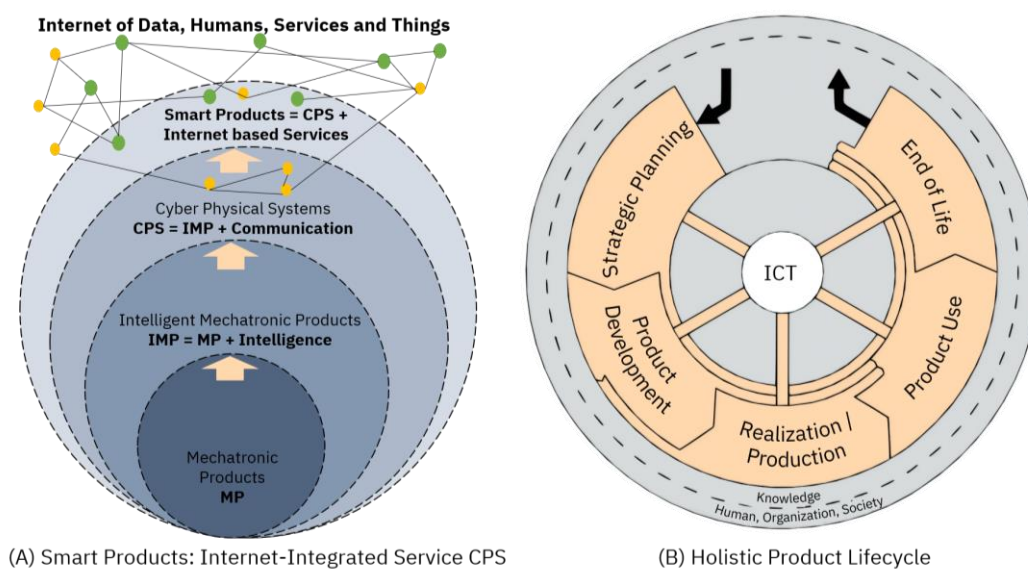 Internet of Data, Humans, Services and Things
Smart Products = CPS +
Internet based Services
Cyber Physical Systems
CPS = IMP + Communication
Intelligent Mechatronic Products
IMP = MP + Intelligence
Mechatronic
Products
MP
(A) Smart Products: Internet-Integrated Service CPS
Strategic Planning
Product
Development
Realization |
Production
Product Use
End of Life
ICT
Knowledge
Human, Organization, Society
(B) Holistic Product Lifecycle